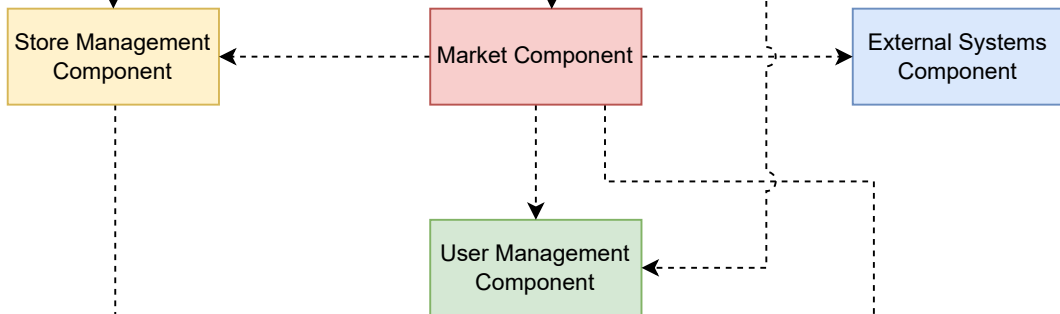 Store Management
Component
Market Component
External Systems
Component
User Management
Component